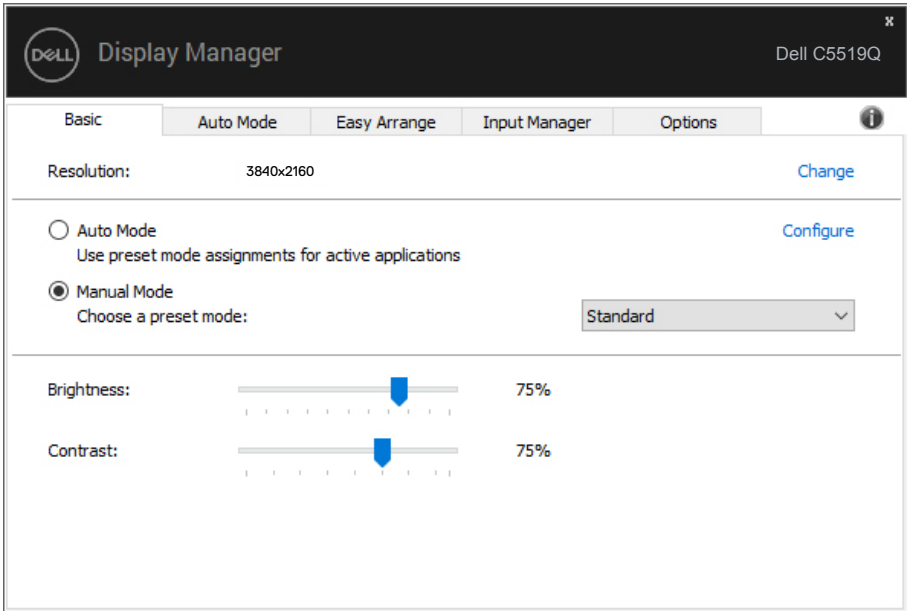 x
DELL Display Manager Dell C5519Q
Basic Auto Mode Easy Arrange Input Manager Options i
Resolution: 3840x2160 Change
Auto Mode Configure
Use preset mode assignments for active applications
Manual Mode
Choose a preset mode: Standard
Brightness: 75%
Contrast: 75%